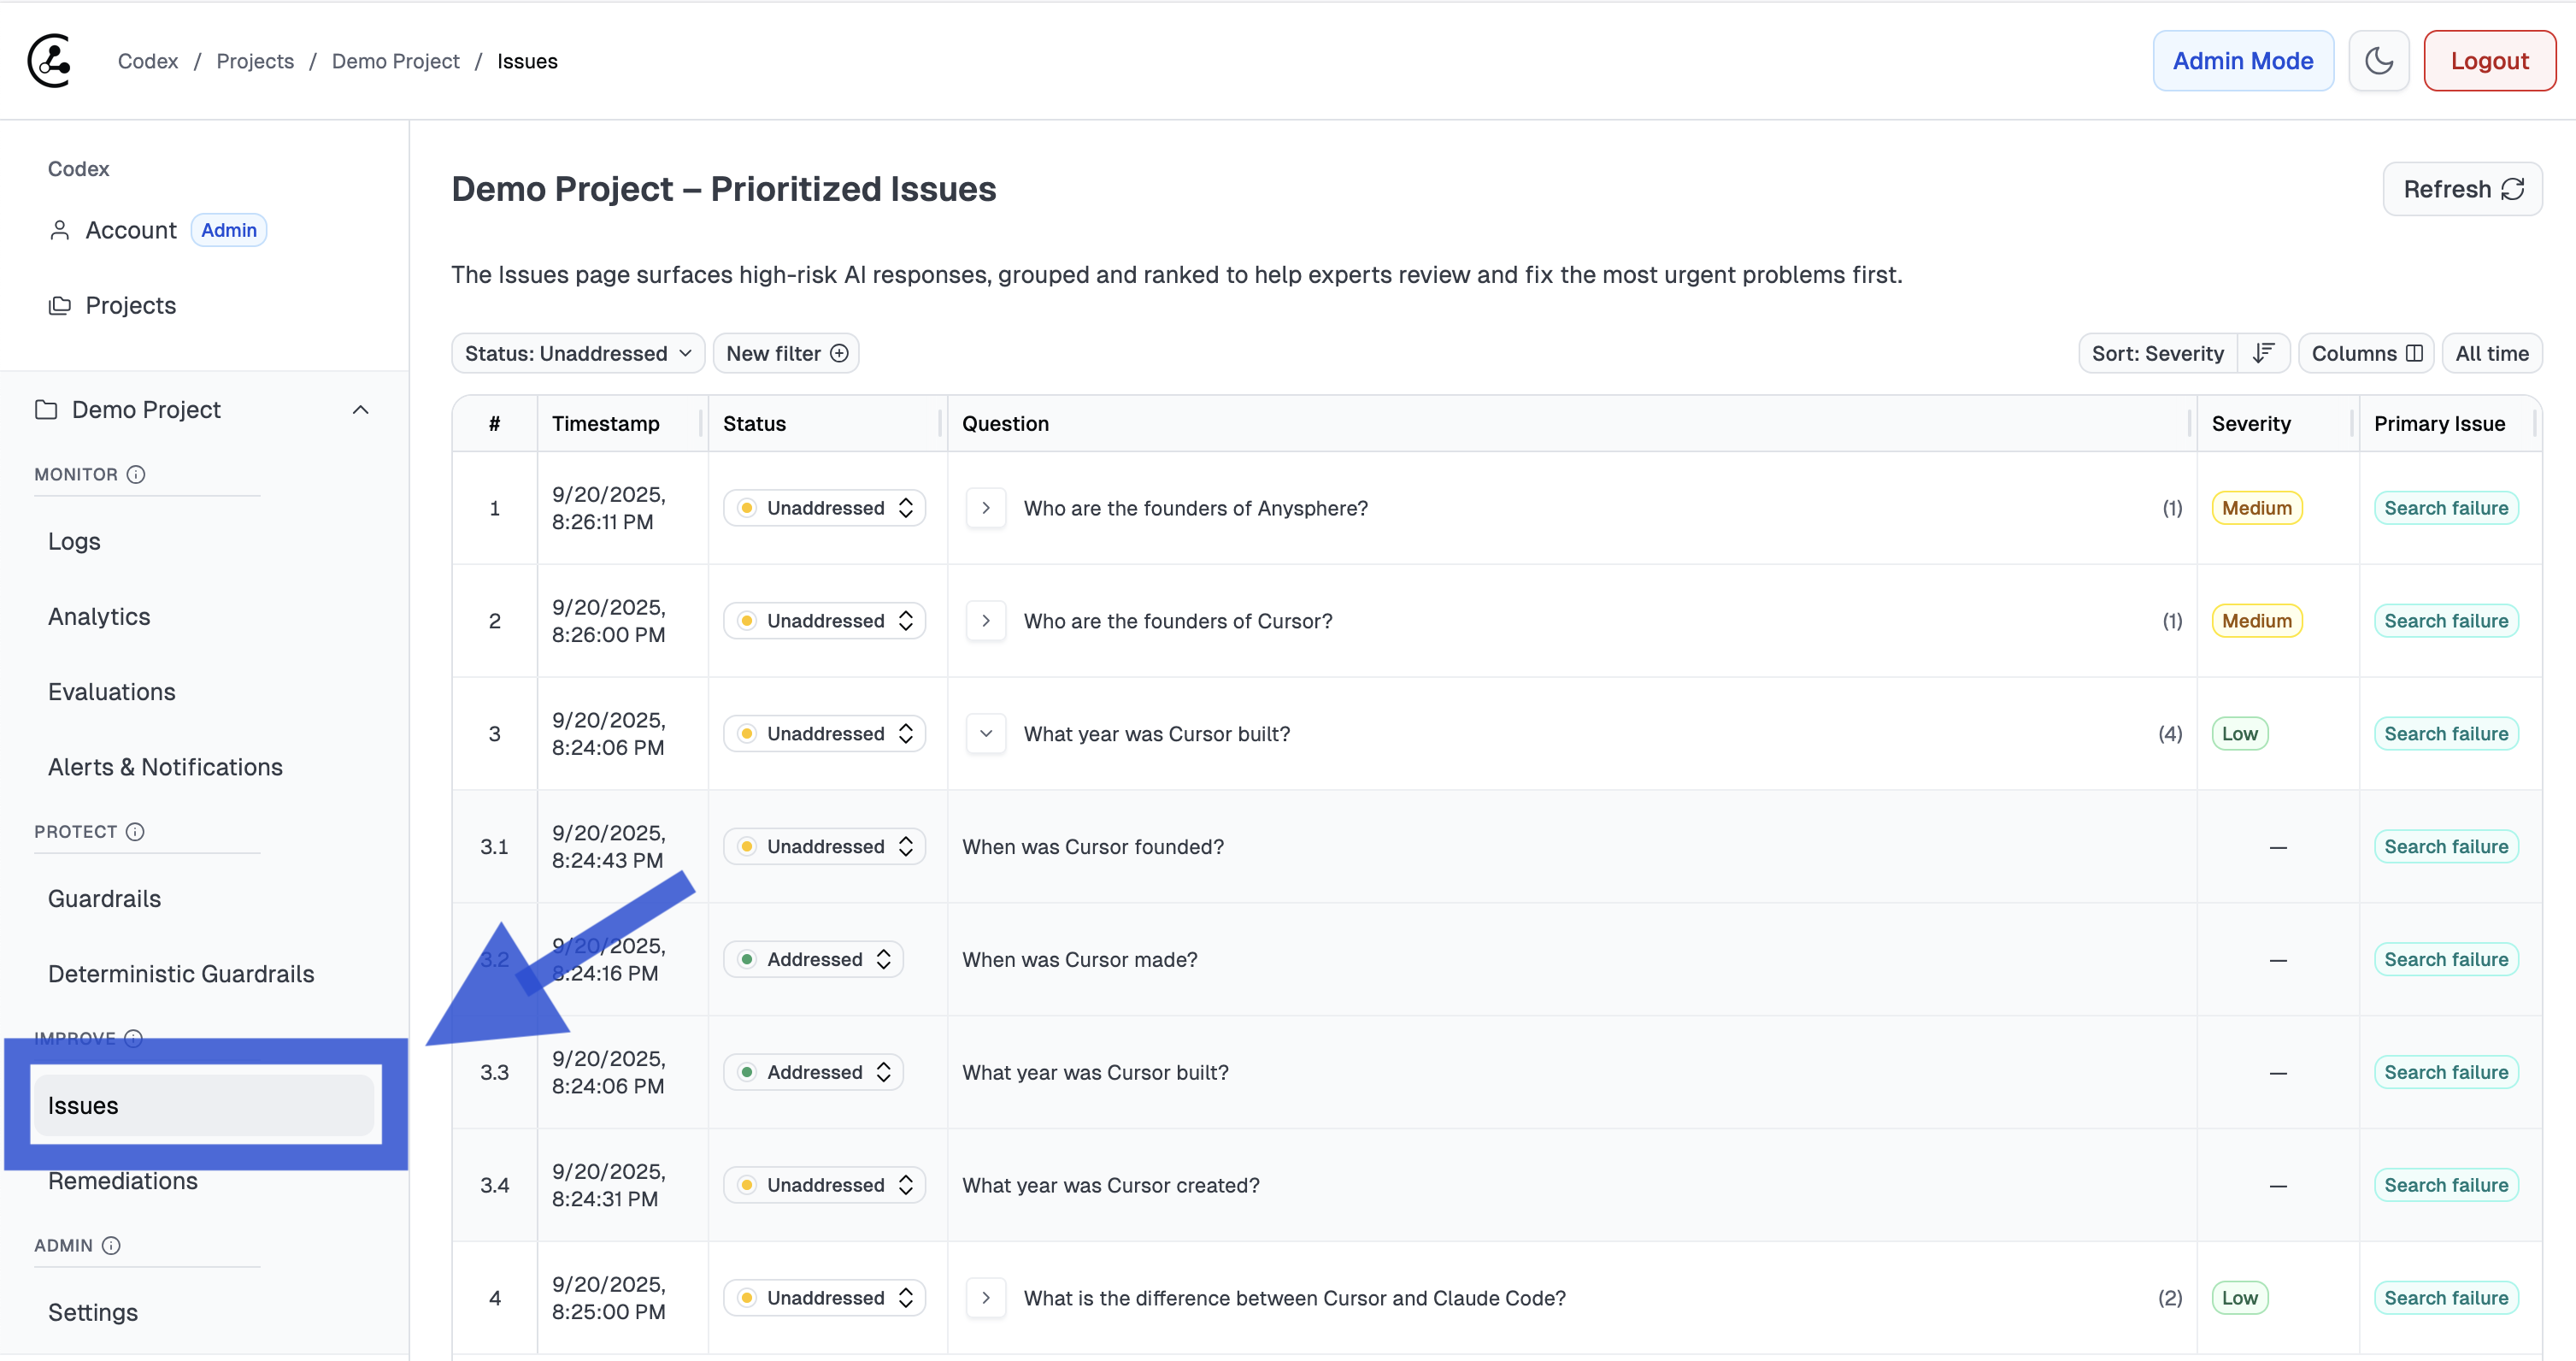 Codex / Projects / Demo Project / Issues
Admin Mode
Logout
Codex
Account Admin
Projects
Demo Project
MONITOR
Logs
Analytics
Evaluations
Alerts & Notifications
PROTECT
Guardrails
Deterministic Guardrails
IMPROVE
Issues
Remediations
ADMIN
Settings
Demo Project – Prioritized Issues
Refresh
The Issues page surfaces high-risk AI responses, grouped and ranked to help experts review and fix the most urgent problems first.
Status: Unaddressed
New filter
Sort: Severity
Columns
All time
# Timestamp Status Question Severity Primary Issue
1 9/20/2025, 8:26:11 PM Unaddressed Who are the founders of Anysphere? (1) Medium Search failure
2 9/20/2025, 8:26:00 PM Unaddressed Who are the founders of Cursor? (1) Medium Search failure
3 9/20/2025, 8:24:06 PM Unaddressed What year was Cursor built? (4) Low Search failure
3.1 9/20/2025, 8:24:43 PM Unaddressed When was Cursor founded? — Search failure
3.2 9/20/2025, 8:24:16 PM Addressed When was Cursor made? — Search failure
3.3 9/20/2025, 8:24:06 PM Addressed What year was Cursor built? — Search failure
3.4 9/20/2025, 8:24:31 PM Unaddressed What year was Cursor created? — Search failure
4 9/20/2025, 8:25:00 PM Unaddressed What is the difference between Cursor and Claude Code? (2) Low Search failure